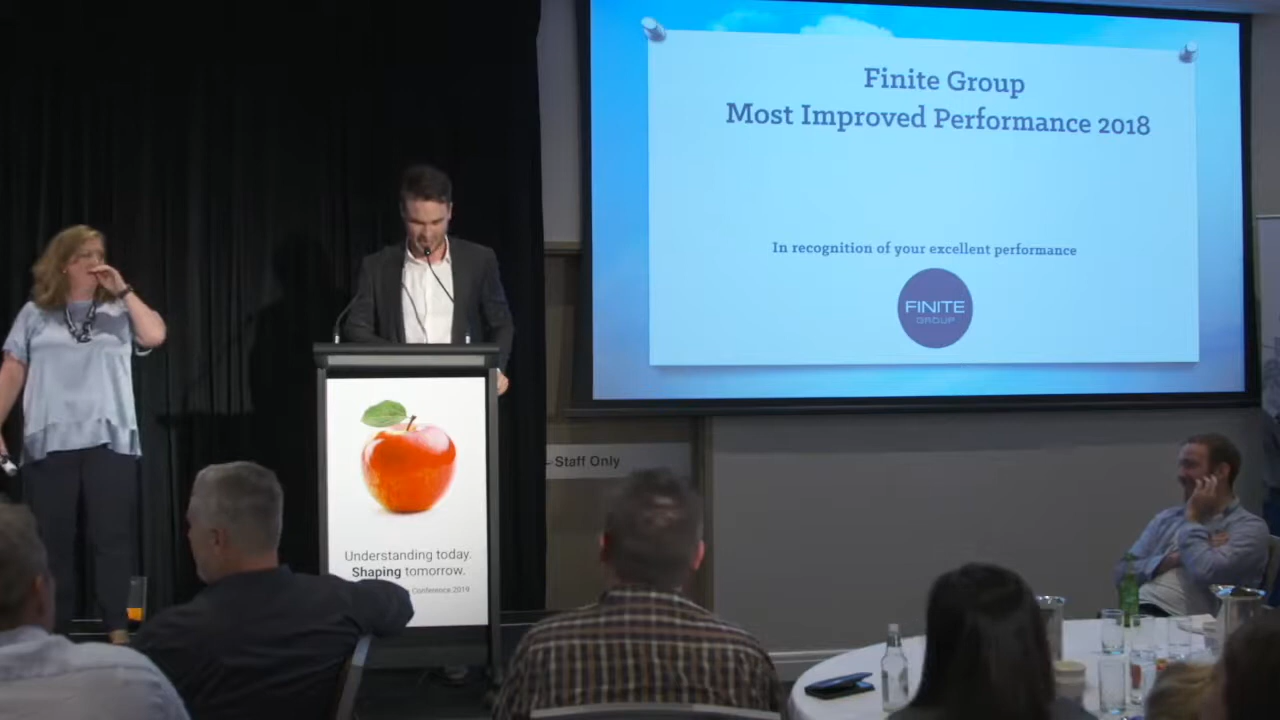 Finite Group
Most Improved Performance 2018
In recognition of your excellent performance
FINITE
GROUP
Staff Only
Understanding today.
Shaping tomorrow.
Conference 2019